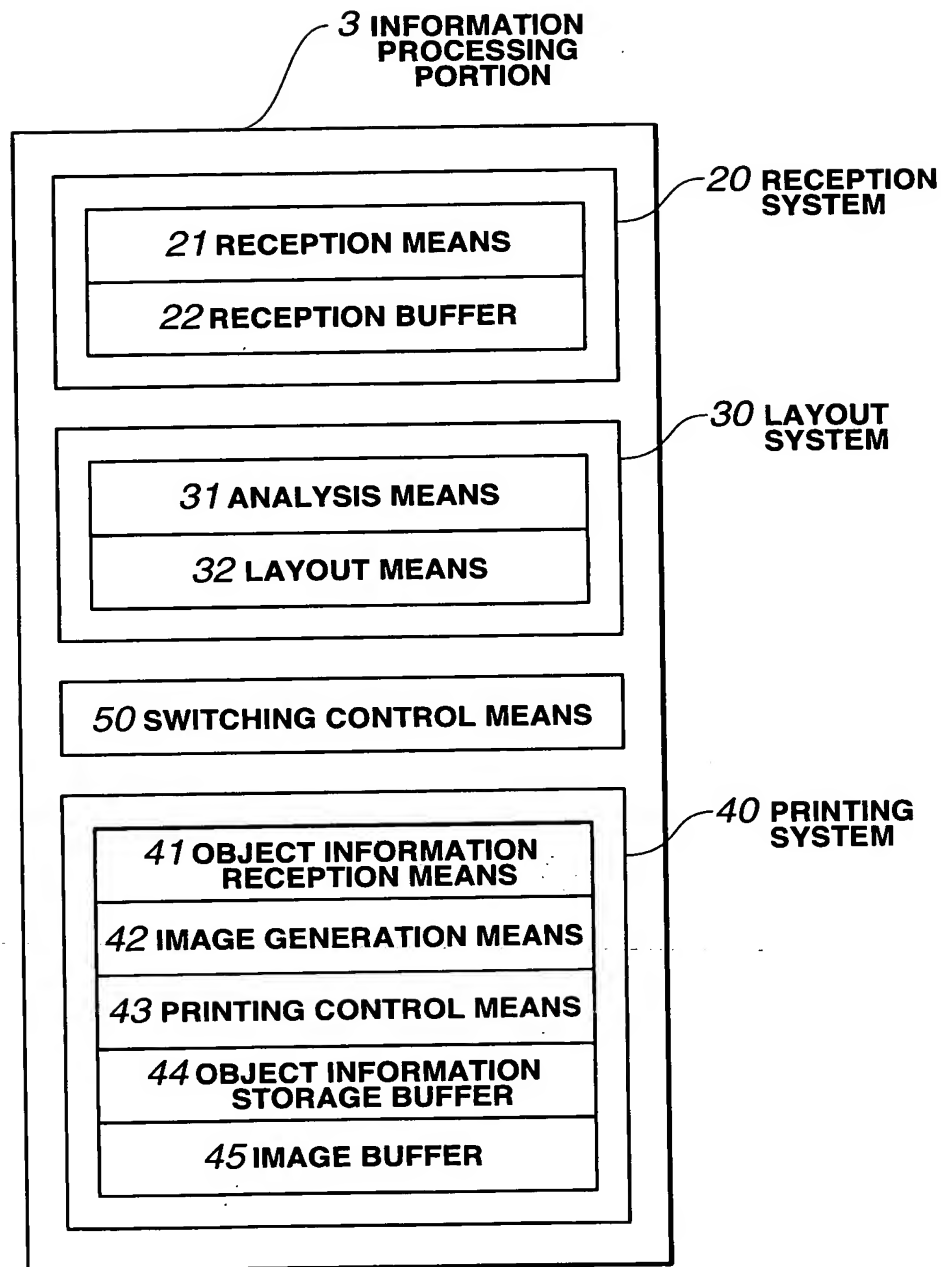 3 INFORMATION
PROCESSING
PORTION
20 RECEPTION
SYSTEM
21 RECEPTION MEANS
22 RECEPTION BUFFER
30 LAYOUT
SYSTEM
31 ANALYSIS MEANS
32 LAYOUT MEANS
50 SWITCHING CONTROL MEANS
40 PRINTING
SYSTEM
41 OBJECT INFORMATION
RECEPTION MEANS
42 IMAGE GENERATION MEANS
43 PRINTING CONTROL MEANS
44 OBJECT INFORMATION
STORAGE BUFFER
45 IMAGE BUFFER